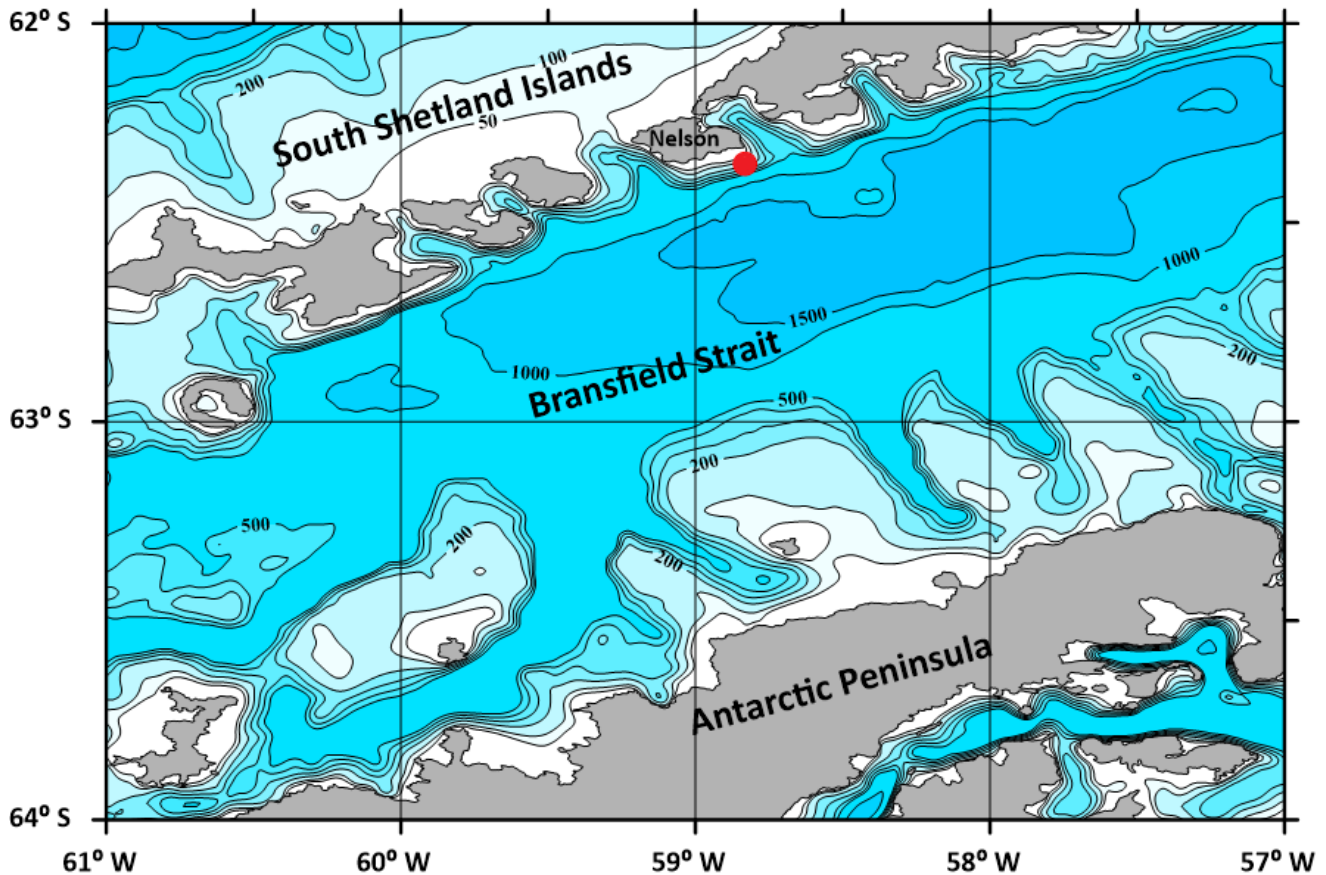 62° S
100
200
South Shetland Islands
50
Nelson
1000
1500
1000
Bransfield Strait
500
63° S
200
200
500
200
200
Antarctic Peninsula
64° S
61° W
60° W
59° W
58° W
57° W